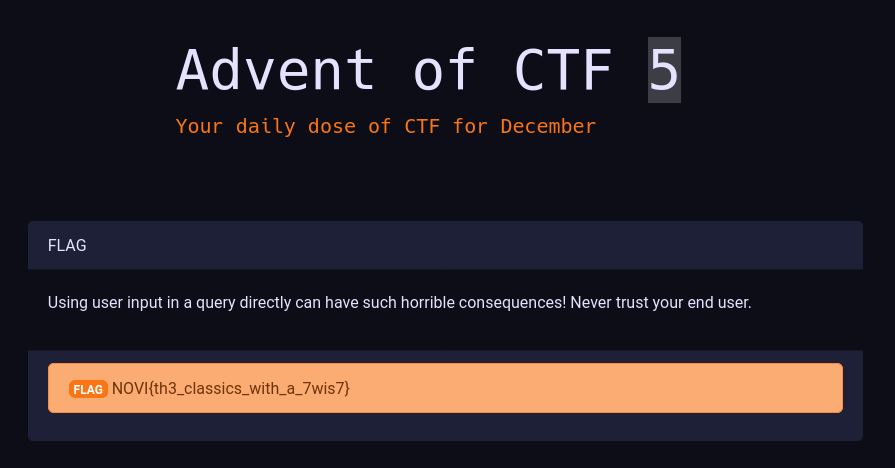 Advent of CTF 5
Your daily dose of CTF for December
FLAG
Using user input in a query directly can have such horrible consequences! Never trust your end user.
FLAG NOVI{th3_classics_with_a_7wis7}